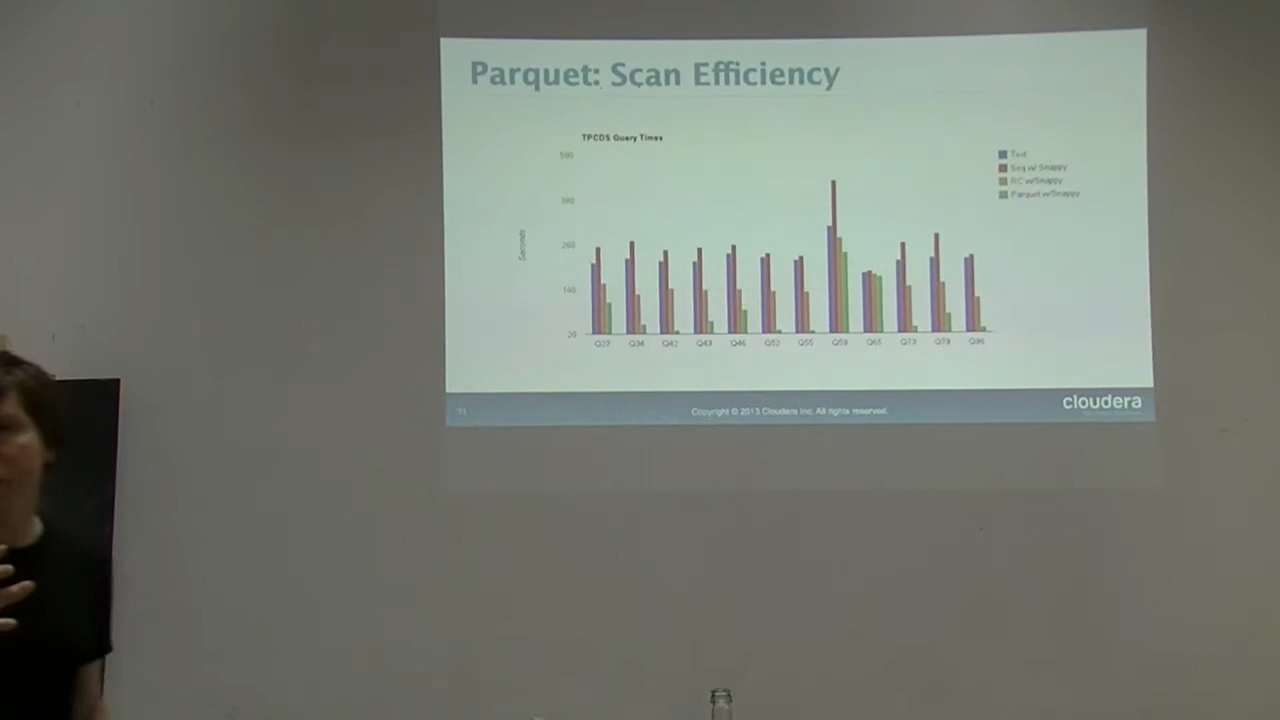 Parquet: Scan Efficiency
TPCDS Query Times
500
380
260
140
20
Seconds
Text
Seq w/ Snappy
RC w/Snappy
Parquet w/Snappy
Q27 Q34 Q42 Q43 Q46 Q52 Q55 Q59 Q65 Q73 Q79 Q96
11
Copyright © 2013 Cloudera Inc. All rights reserved.
cloudera